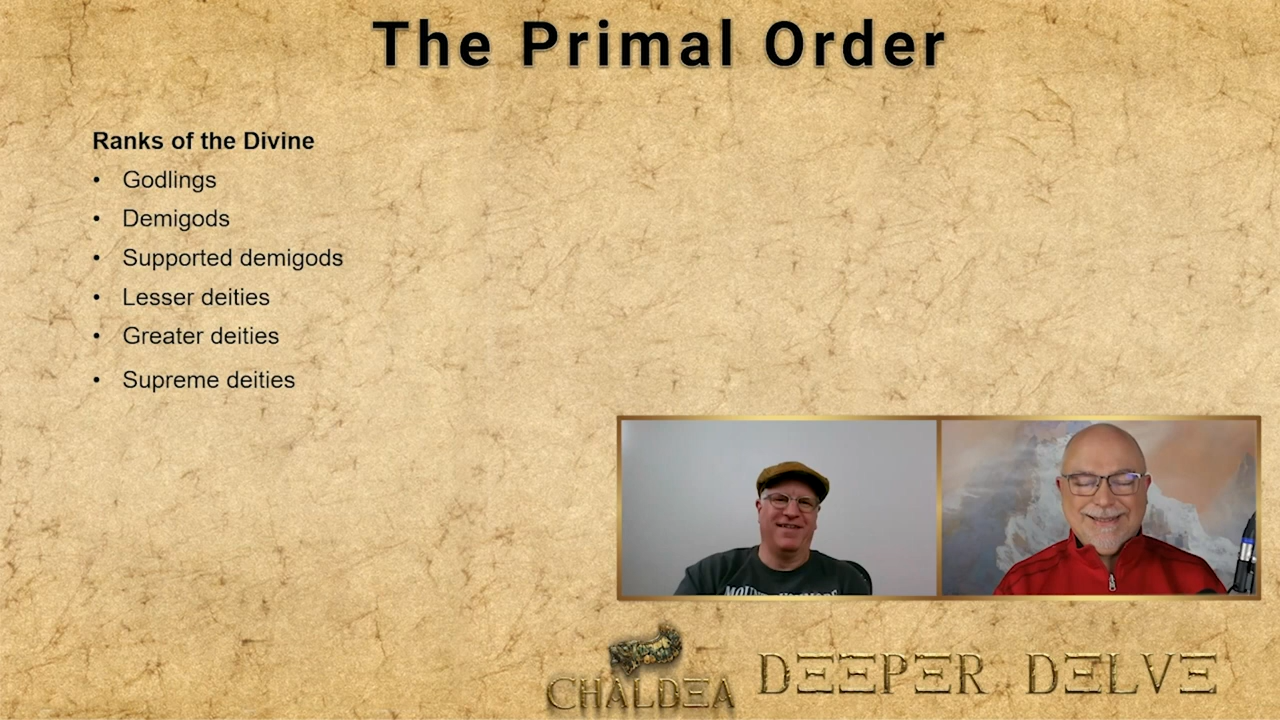 The Primal Order
Ranks of the Divine
• Godlings
• Demigods
• Supported demigods
• Lesser deities
• Greater deities
• Supreme deities
CHALDEA
DEEPER DELVE